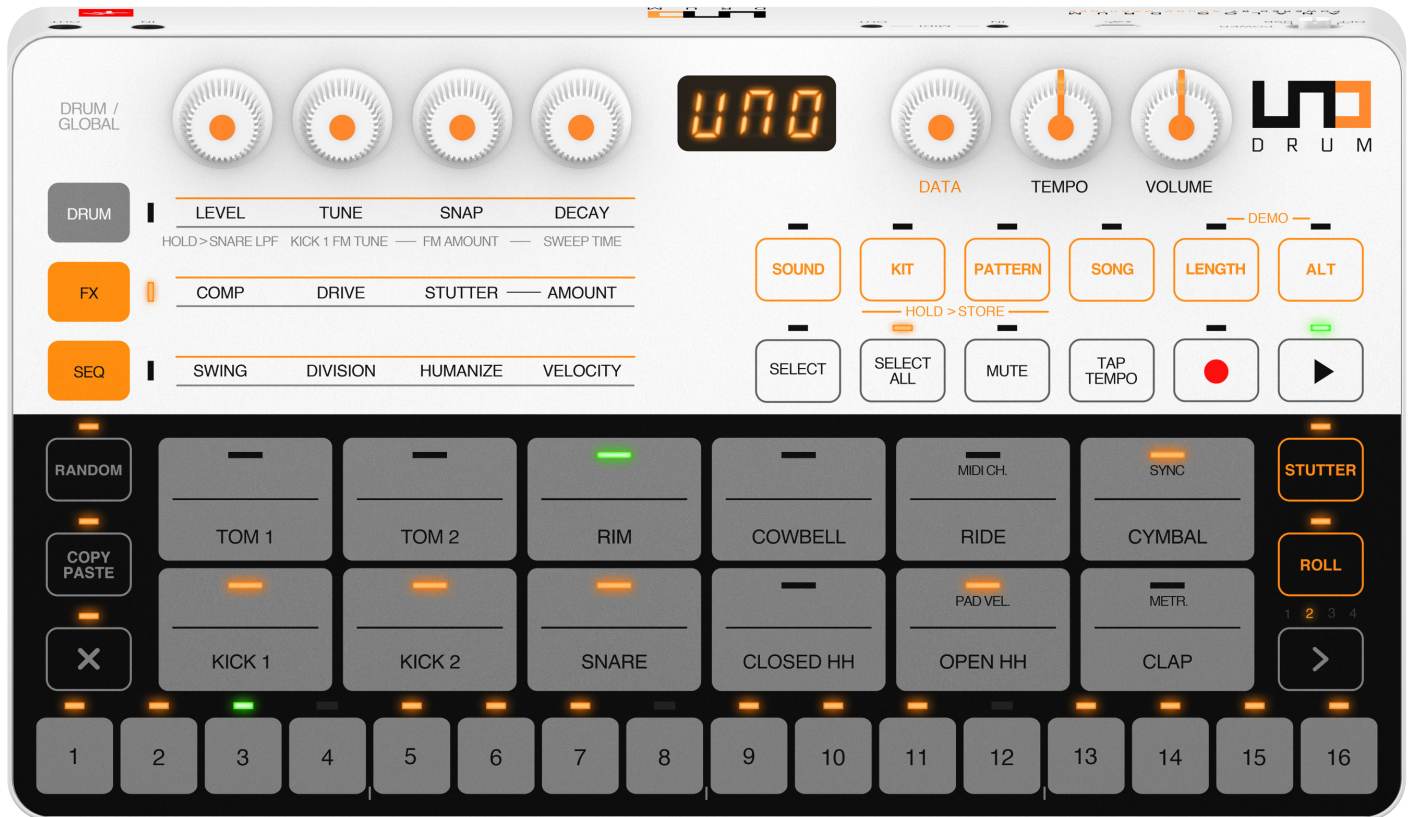 DRUM /
GLOBAL
UNO
UNO
DRUM
DATA
TEMPO
VOLUME
DRUM
LEVEL TUNE SNAP DECAY
HOLD > SNARE LPF KICK 1 FM TUNE FM AMOUNT SWEEP TIME
DEMO
SOUND KIT PATTERN SONG LENGTH ALT
FX
COMP DRIVE STUTTER AMOUNT
HOLD > STORE
SEQ
SWING DIVISION HUMANIZE VELOCITY
SELECT
SELECT
ALL
MUTE
TAP
TEMPO
RANDOM
MIDI CH.
SYNC
STUTTER
TOM 1 TOM 2 RIM COWBELL RIDE CYMBAL
COPY
PASTE
ROLL
PAD VEL.
METR.
1 2 3 4
KICK 1 KICK 2 SNARE CLOSED HH OPEN HH CLAP
1 2 3 4 5 6 7 8 9 10 11 12 13 14 15 16